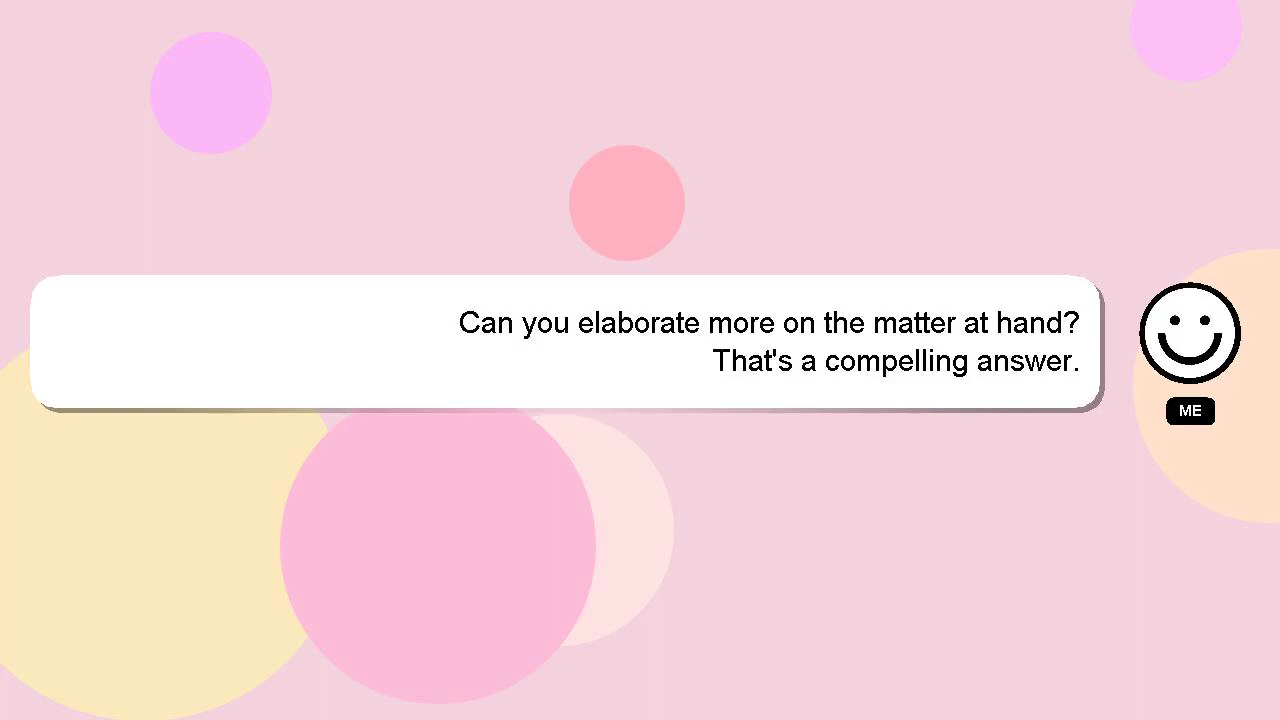 Can you elaborate more on the matter at hand?
That's a compelling answer.
ME